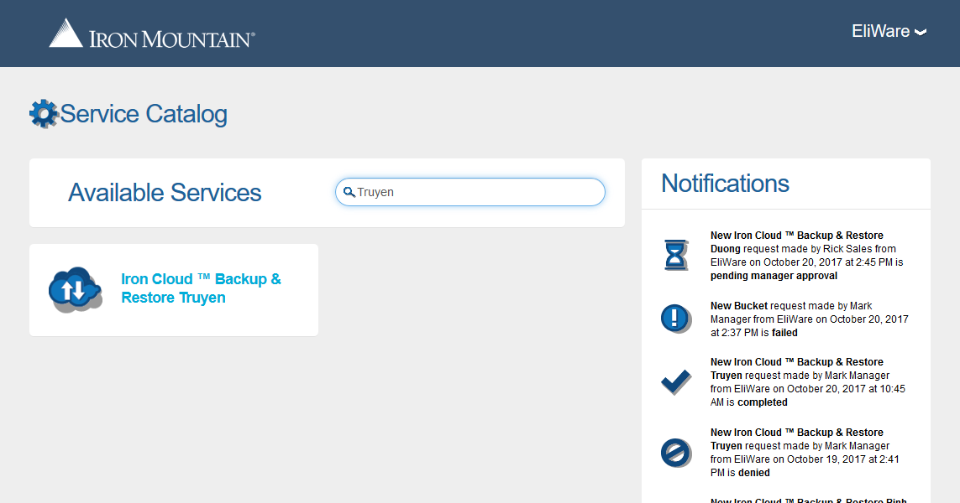 IRON MOUNTAIN®
EliWare
Service Catalog
Available Services
Truyen
Iron Cloud ™ Backup &
Restore Truyen
Notifications
New Iron Cloud ™ Backup & Restore
Duong request made by Rick Sales from
EliWare on October 20, 2017 at 2:45 PM is
pending manager approval
New Bucket request made by Mark
Manager from EliWare on October 20, 2017
at 2:37 PM is failed
New Iron Cloud ™ Backup & Restore
Truyen request made by Mark Manager
from EliWare on October 20, 2017 at 10:45
AM is completed
New Iron Cloud ™ Backup & Restore
Truyen request made by Mark Manager
from EliWare on October 19, 2017 at 2:41
PM is denied
New Iron Cloud ™ Backup & Restore